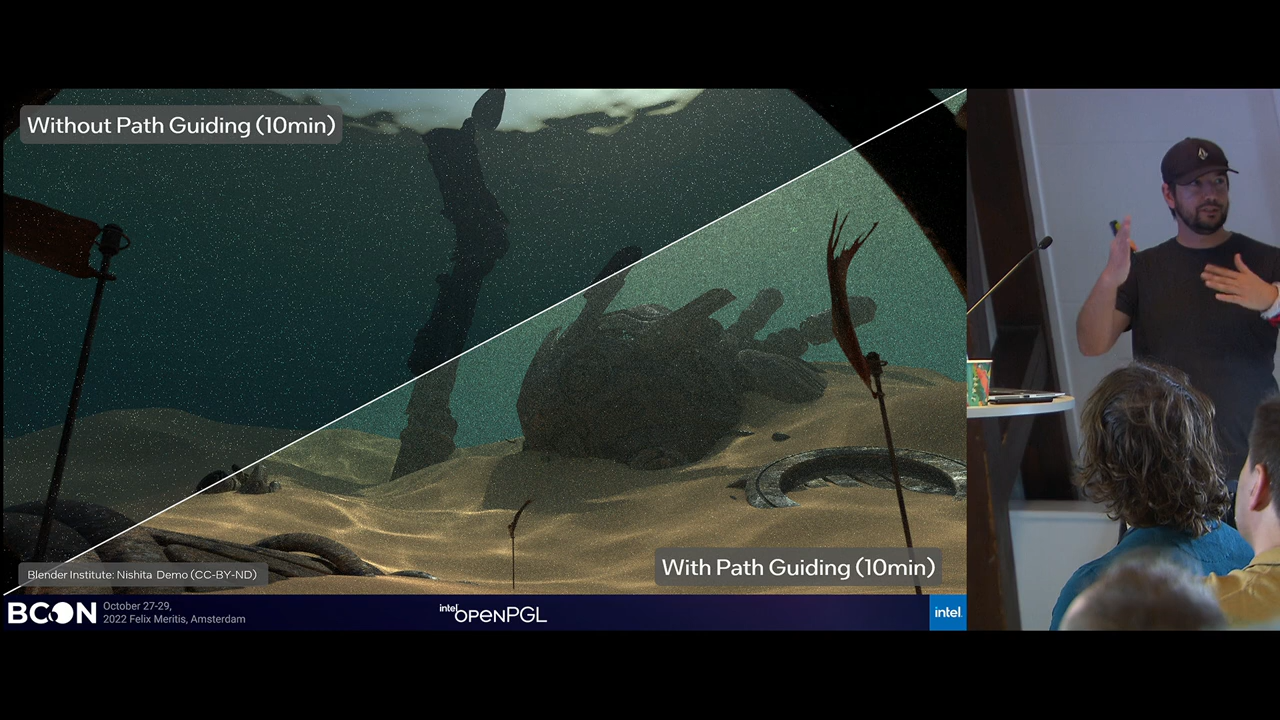 Without Path Guiding (10min)
With Path Guiding (10min)
Blender Institute: Nishita Demo (CC-BY-ND)
BCON
October 27-29,
2022 Felix Meritis, Amsterdam
intel openPGL
intel.